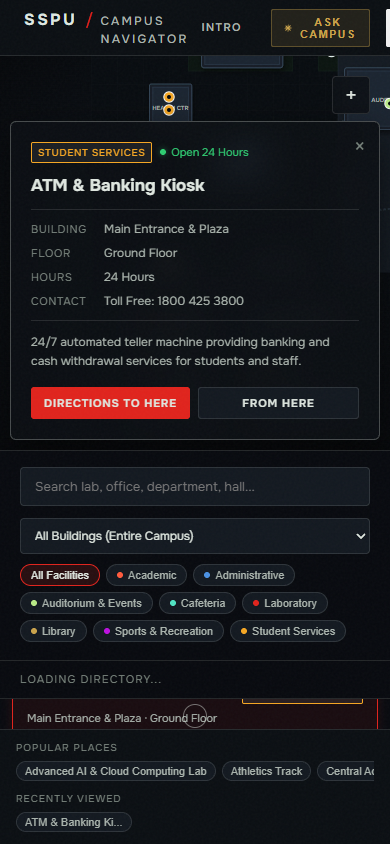 SSPU / CAMPUS NAVIGATOR
INTRO
ASK CAMPUS
+
STUDENT SERVICES
Open 24 Hours
×
ATM & Banking Kiosk
BUILDING Main Entrance & Plaza
FLOOR Ground Floor
HOURS 24 Hours
CONTACT Toll Free: 1800 425 3800
24/7 automated teller machine providing banking and
cash withdrawal services for students and staff.
DIRECTIONS TO HERE
FROM HERE
Search lab, office, department, hall...
All Buildings (Entire Campus)
All Facilities
Academic
Administrative
Auditorium & Events
Cafeteria
Laboratory
Library
Sports & Recreation
Student Services
LOADING DIRECTORY...
Main Entrance & Plaza · Ground Floor
POPULAR PLACES
Advanced AI & Cloud Computing Lab
Athletics Track
Central Ac
RECENTLY VIEWED
ATM & Banking Ki...